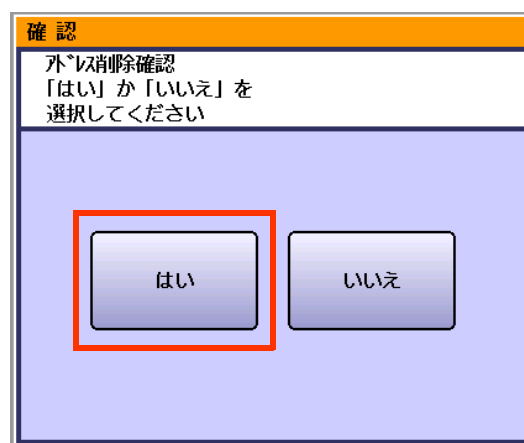 確 認
ｱﾄﾞﾚｽ削除確認
「はい」か「いいえ」を
選択してください
はい
いいえ